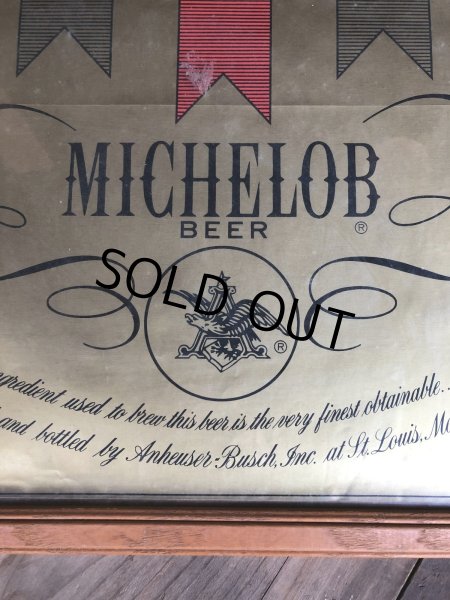 MICHELOB
BEER ®
SOLD OUT
®
ingredient used to brew this beer is the very finest obtainable..
and bottled by Anheuser-Busch, Inc. at St. Louis, Mo